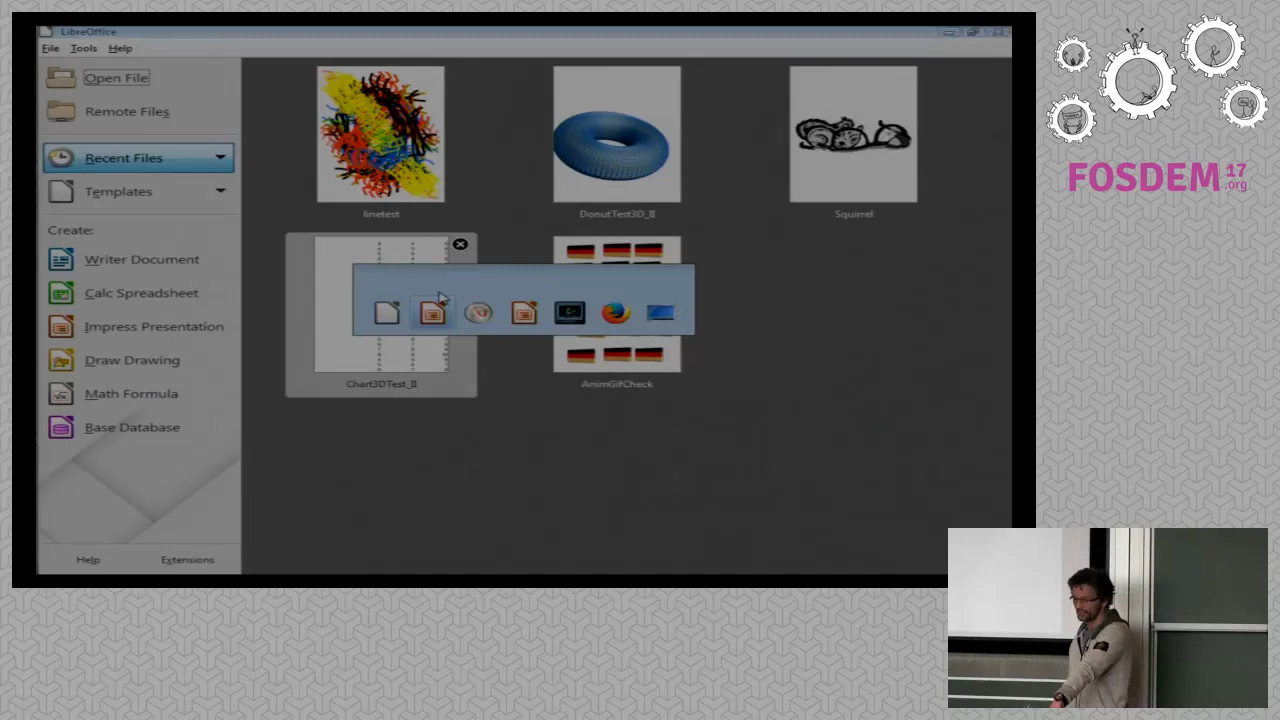 LibreOffice
File Tools Help
Open File
Remote Files
Recent Files
Templates
Create:
Writer Document
Calc Spreadsheet
Impress Presentation
Draw Drawing
Math Formula
Base Database
Help Extensions
linetest
DonutTest3D_II
Squirrel
Chart3DTest_II
AnimGifCheck
FOSDEM 17
.org